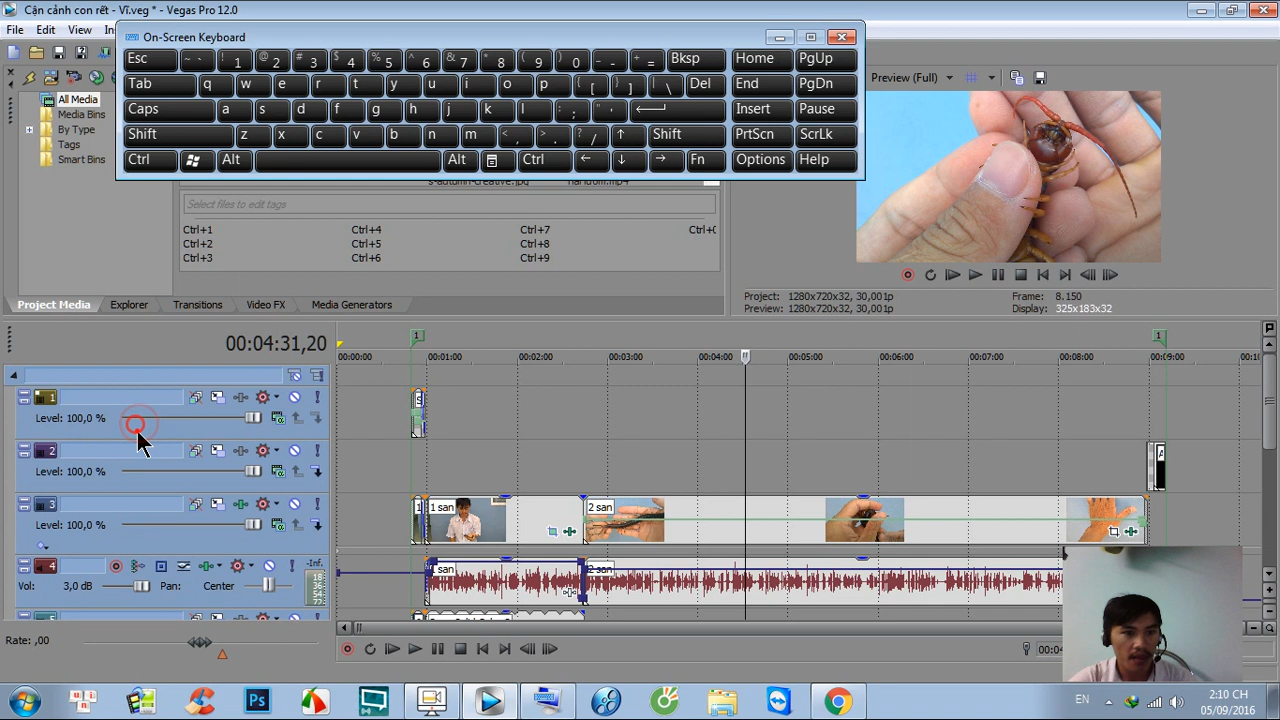 Cận cảnh con rết - Vĩ.veg * - Vegas Pro 12.0
File Edit View
On-Screen Keyboard
Esc ~ ` ! 1 @ 2 # 3 $ 4 % 5 ^ 6 & 7 * 8 ( 9 ) 0 _ - + = Bksp Home PgUp
Tab q w e r t y u i o p { [ } ] | \ Del End PgDn
Caps a s d f g h j k l : ; " ' Insert Pause
Shift z x c v b n m < , > . ? / ↑ Shift PrtScn ScrLk
Ctrl Alt Alt Ctrl ← ↓ → Fn Options Help
All Media
Media Bins
By Type
Tags
Smart Bins
Preview (Full)
s-autumn-creative.jpg
Select files to edit tags
Ctrl+1 Ctrl+4 Ctrl+7
Ctrl+2 Ctrl+5 Ctrl+8
Ctrl+3 Ctrl+6 Ctrl+9
Project Media Explorer Transitions Video FX Media Generators
Project: 1280x720x32, 30,001p Frame: 8.150
Preview: 1280x720x32, 30,001p Display: 325x183x32
00:04:31,20
1 1
00:00:00 00:01:00 00:02:00 00:03:00 00:04:00 00:05:00 00:06:00 00:07:00 00:08:00 00:09:00
1
Level: 100,0 %
2
Level: 100,0 %
3
Level: 100,0 %
1 san 2 san
4
Vol: 3,0 dB Pan: Center
-Inf.
18
36
54
san 2 san
Rate: ,00
EN 2:10 CH
05/09/2016